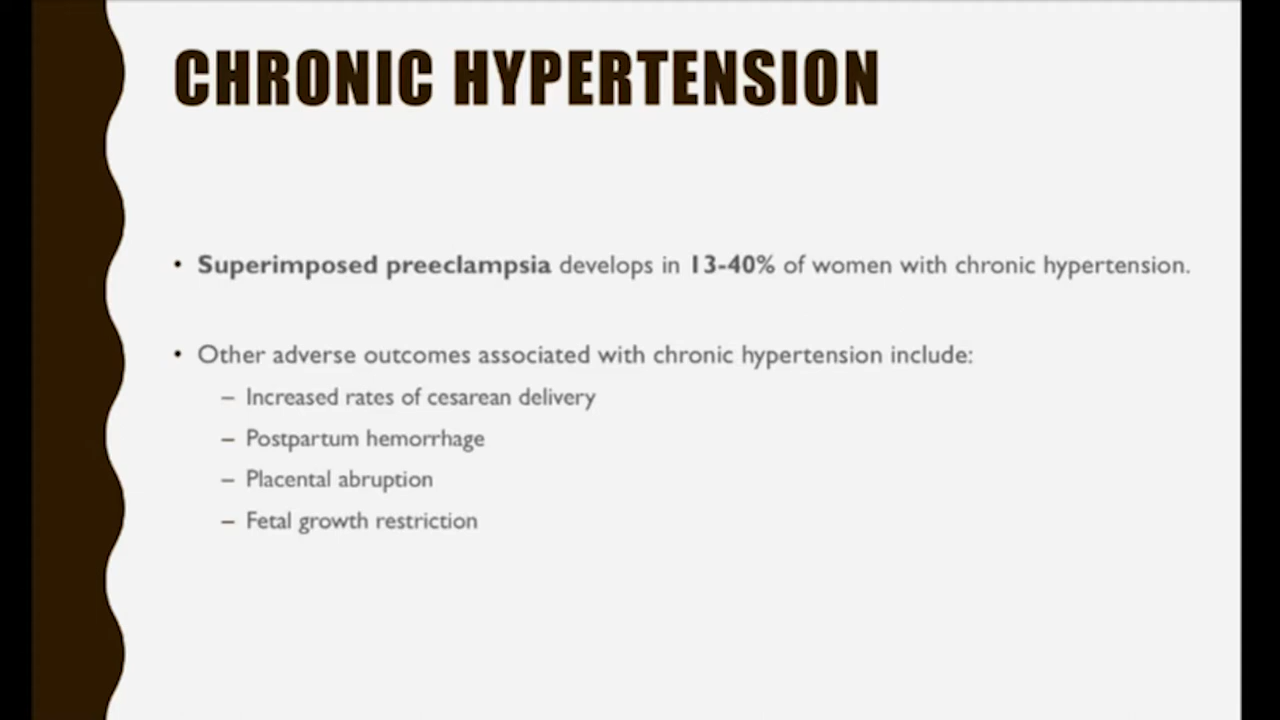 CHRONIC HYPERTENSION
• Superimposed preeclampsia develops in 13-40% of women with chronic hypertension.
• Other adverse outcomes associated with chronic hypertension include:
– Increased rates of cesarean delivery
– Postpartum hemorrhage
– Placental abruption
– Fetal growth restriction